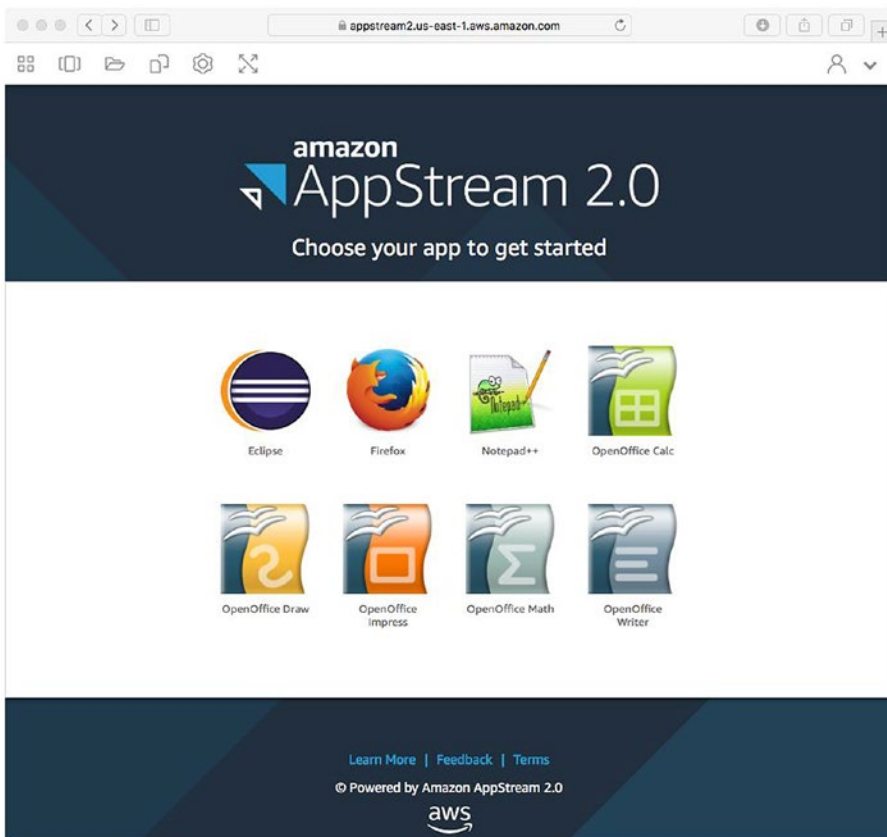 appstream2.us-east-1.aws.amazon.com
amazon
AppStream 2.0
Choose your app to get started
Notepad++
Eclipse
Firefox
Notepad++
OpenOffice Calc
OpenOffice Draw
OpenOffice
Impress
OpenOffice Math
OpenOffice
Writer
Learn More | Feedback | Terms
© Powered by Amazon AppStream 2.0
aws